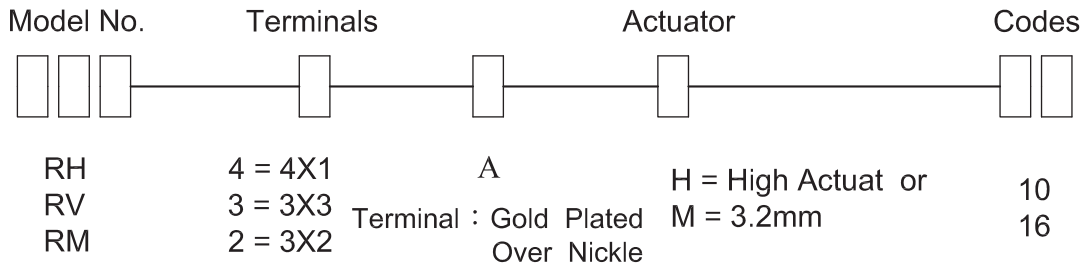 Model No. Terminals Actuator Codes
RH 4 = 4X1 A H = High Actuat or 10
RV 3 = 3X3 Terminal : Gold Plated M = 3.2mm 16
RM 2 = 3X2 Over Nickle